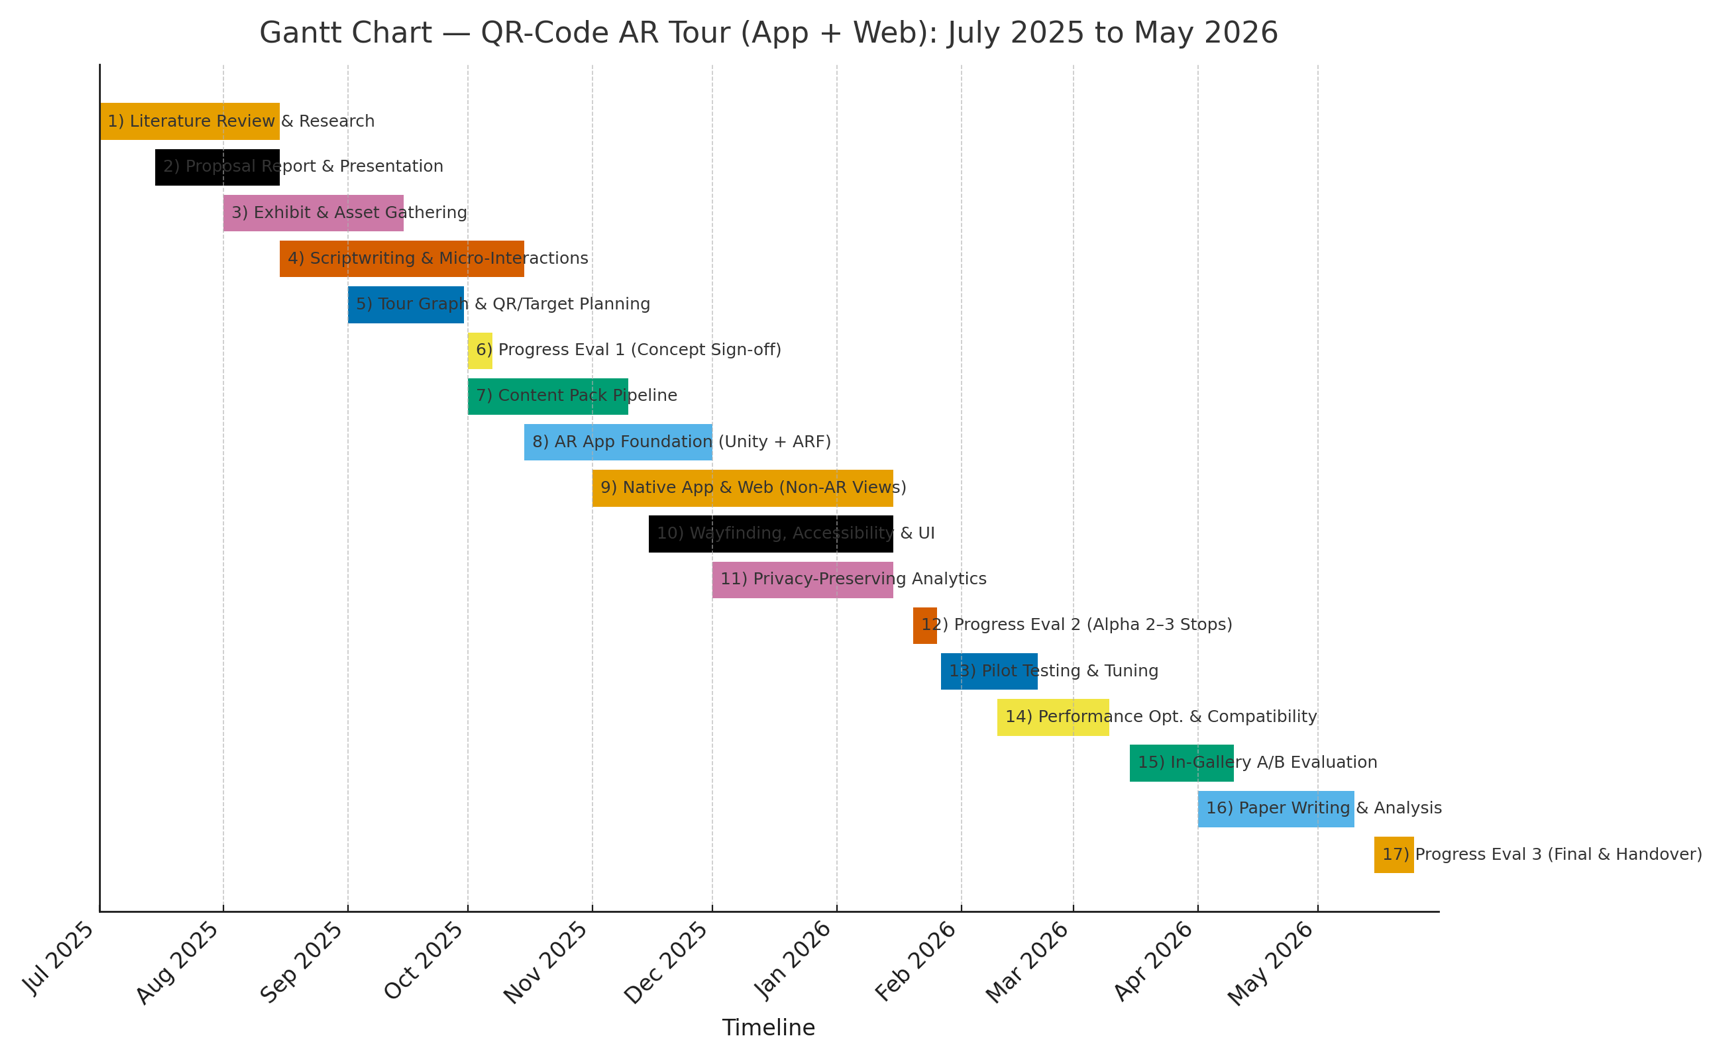 Gantt Chart — QR-Code AR Tour (App + Web): July 2025 to May 2026
1) Literature Review & Research
2) Proposal Report & Presentation
3) Exhibit & Asset Gathering
4) Scriptwriting & Micro-Interactions
5) Tour Graph & QR/Target Planning
6) Progress Eval 1 (Concept Sign-off)
7) Content Pack Pipeline
8) AR App Foundation (Unity + ARF)
9) Native App & Web (Non-AR Views)
10) Wayfinding, Accessibility & UI
11) Privacy-Preserving Analytics
12) Progress Eval 2 (Alpha 2–3 Stops)
13) Pilot Testing & Tuning
14) Performance Opt. & Compatibility
15) In-Gallery A/B Evaluation
16) Paper Writing & Analysis
17) Progress Eval 3 (Final & Handover)
Jul 2025
Aug 2025
Sep 2025
Oct 2025
Nov 2025
Dec 2025
Jan 2026
Feb 2026
Mar 2026
Apr 2026
May 2026
Timeline